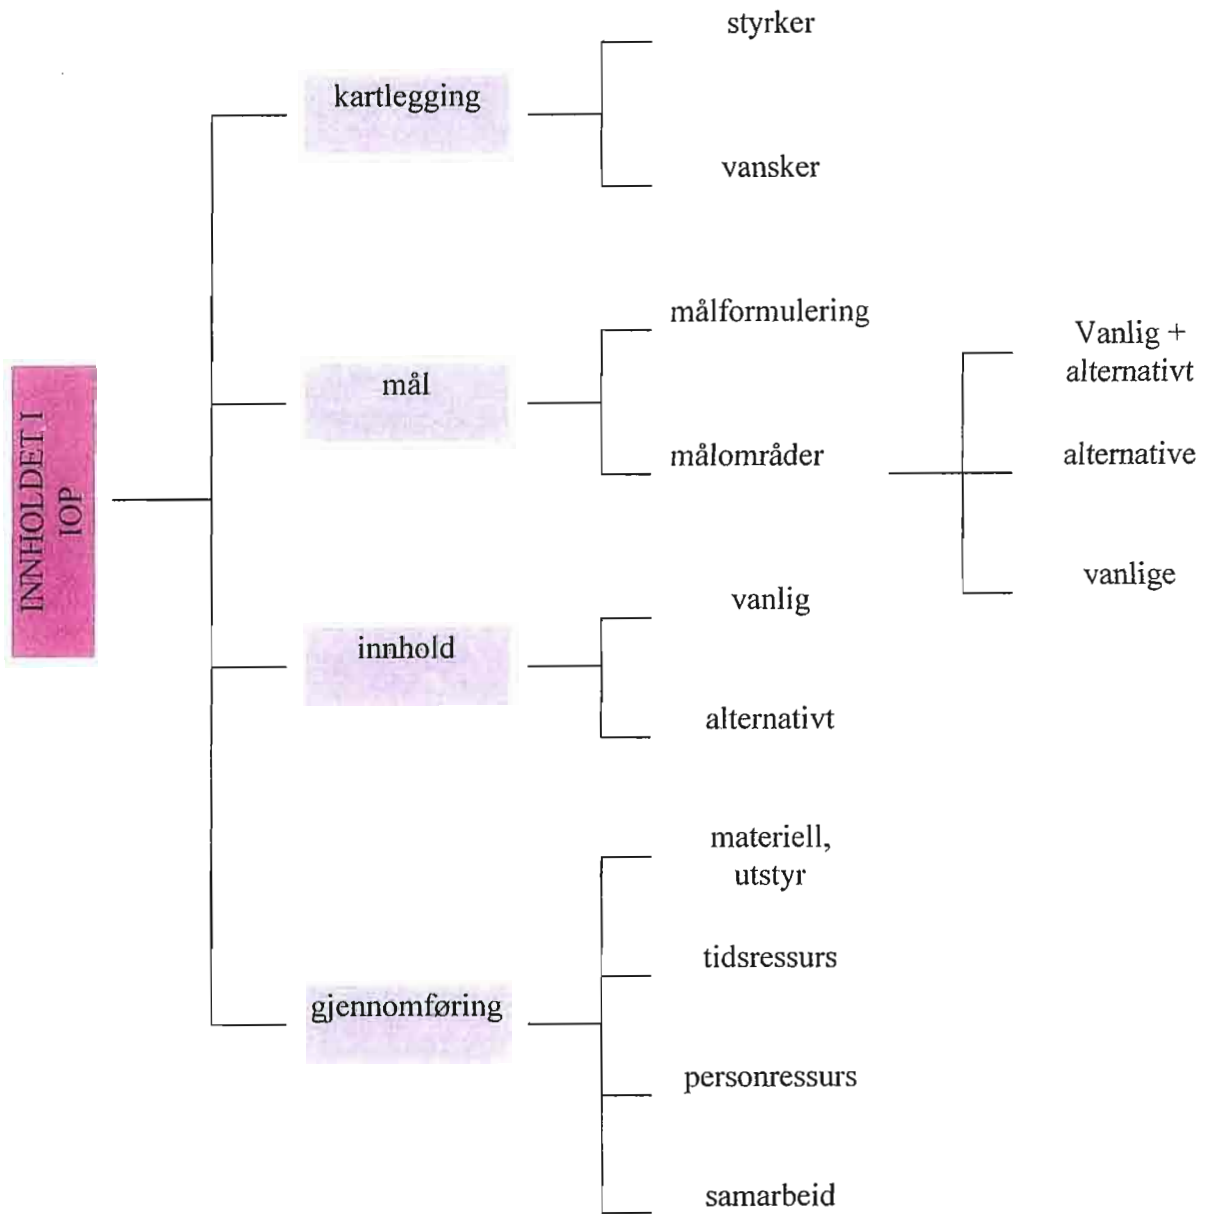 INNHOLDET I
IOP
kartlegging
styrker
vansker
mål
målformulering
målområder
Vanlig +
alternativt
alternative
vanlige
innhold
vanlig
alternativt
gjennomføring
materiell,
utstyr
tidsressurs
personressurs
samarbeid